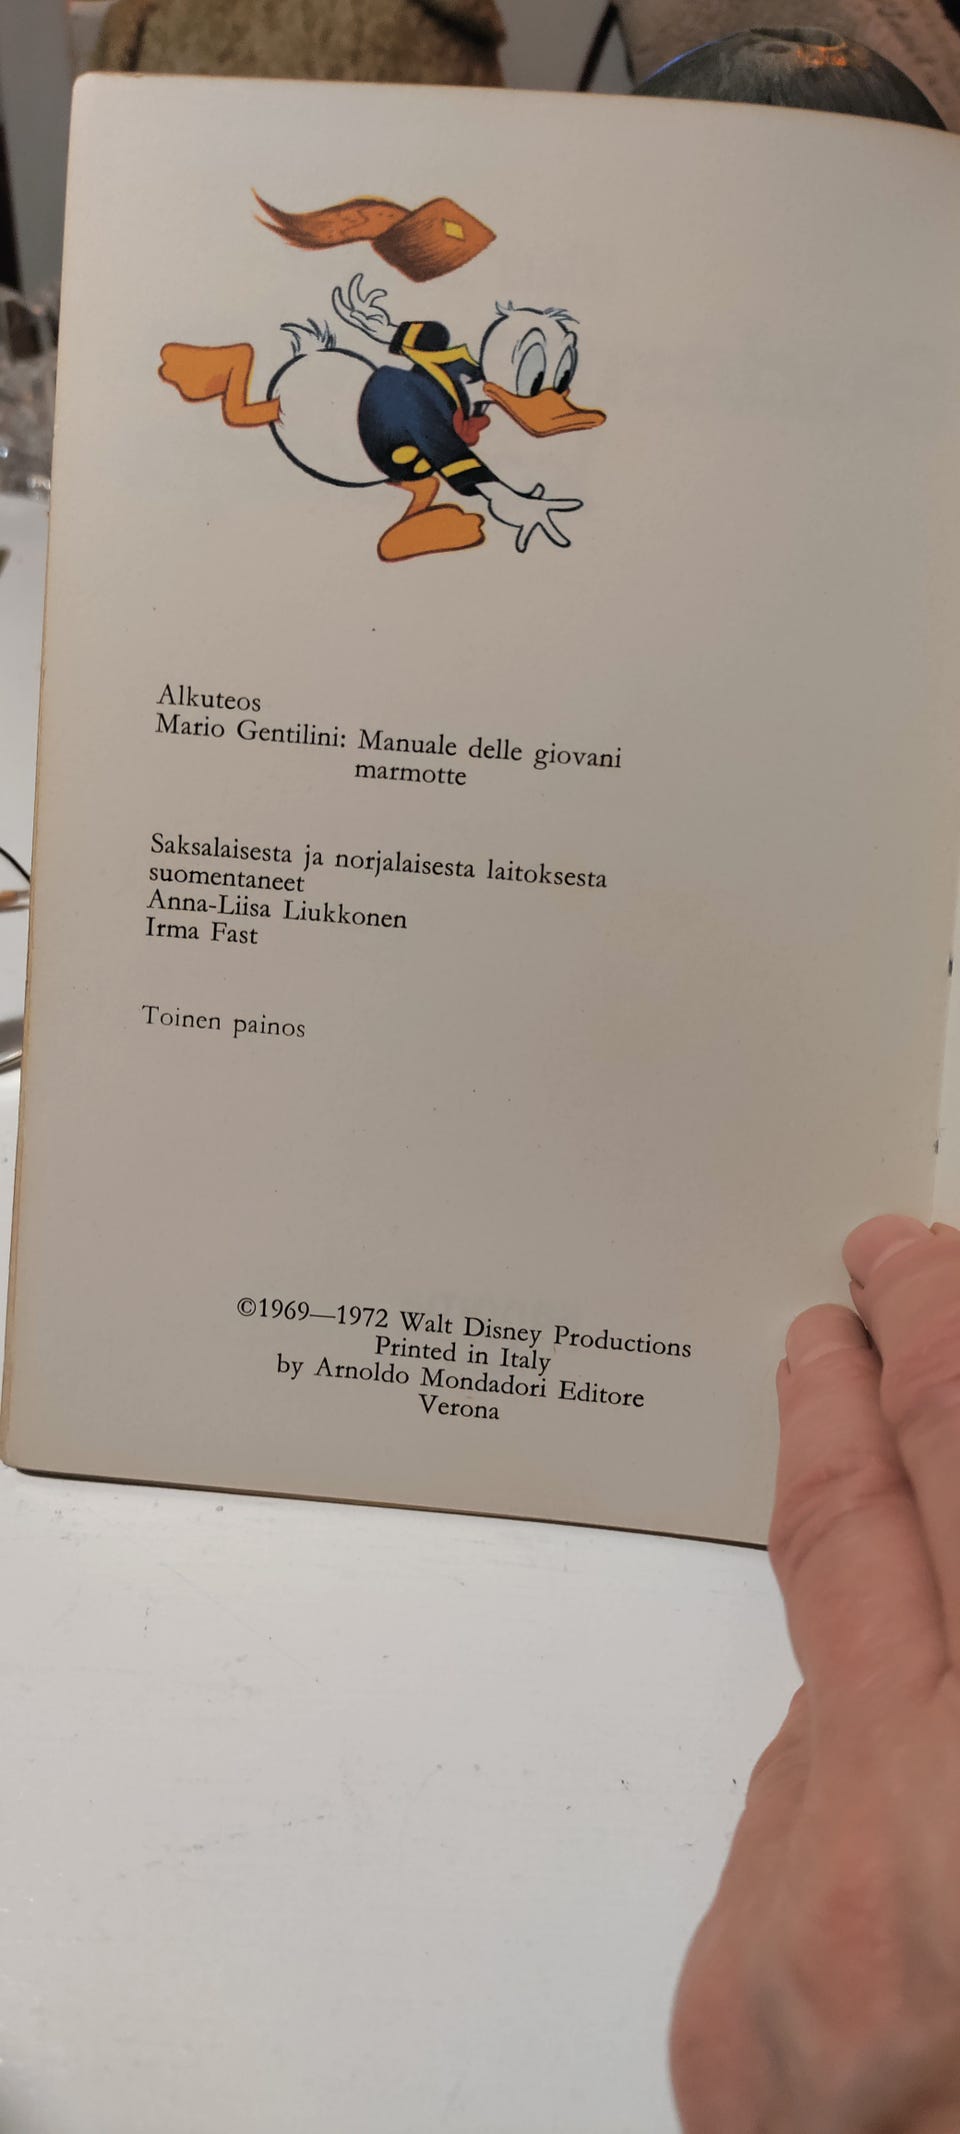 Alkuteos
Mario Gentilini: Manuale delle giovani
marmotte
Saksalaisesta ja norjalaisesta laitoksesta
suomentaneet
Anna-Liisa Liukkonen
Irma Fast
Toinen painos
©1969—1972 Walt Disney Productions
Printed in Italy
by Arnoldo Mondadori Editore
Verona